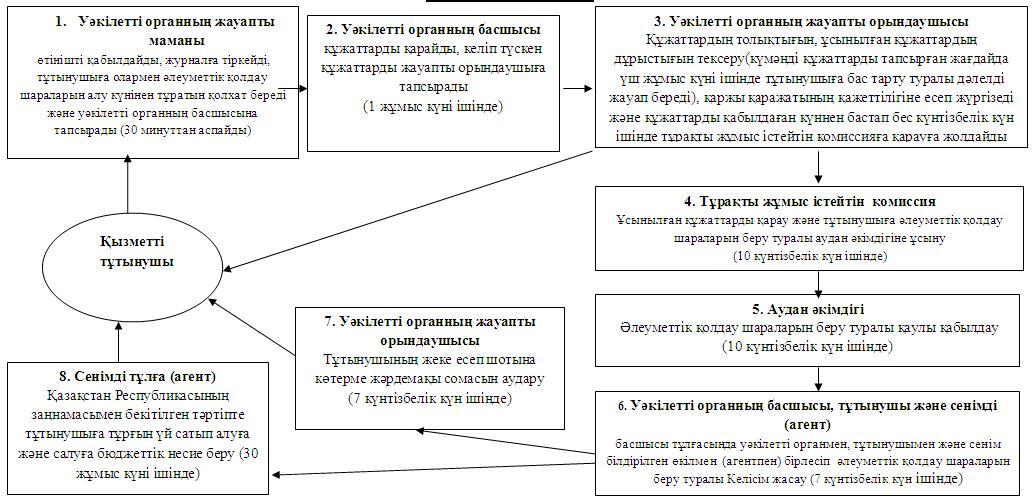 1. Уәкілетті органның жауапты
маманы
өтінішті қабылдайды, журналға тіркейді,
тұтынушыға олармен әлеуметтік қолдау
шараларын алу күнінен тұратын қолхат береді
және уәкілетті органның басшысына
тапсырады (30 минуттан аспайды)
2. Уәкілетті органның басшысы
құжаттарды қарайды, келіп түскен
құжаттарды жауапты орындаушыға
тапсырады
(1 жұмыс күні ішінде)
3. Уәкілетті органның жауапты орындаушысы
Құжаттардың толықтығын, ұсынылған құжаттардың
дұрыстығын тексеру(күмәнді құжаттарды тапсырған жағдайда
үш жұмыс күні ішінде тұтынушыға бас тарту туралы дәлелді
жауап береді), қаржы қаражатының қажеттілігіне есеп жүргізеді
және құжаттарды қабылдаған күннен бастап бес күнтізбелік күн
ішінде тұрақты жұмыс істейтін комиссияға қарауға жолдайды
4. Тұрақты жұмыс істейтін комиссия
Ұсынылған құжаттарды қарау және тұтынушыға әлеуметтік қолдау
шараларын беру туралы аудан әкімдігіне ұсыну
(10 күнтізбелік күн ішінде)
5. Аудан әкімдігі
Әлеуметтік қолдау шараларын беру туралы қаулы қабылдау
(10 күнтізбелік күн ішінде)
6. Уәкілетті органның басшысы, тұтынушы және сенімді
(агент)
басшысы тұлғасында уәкілетті органмен, тұтынушымен және сенім
білдірілген өкілмен (агентпен) бірлесіп әлеуметтік қолдау шараларын
беру туралы Келісім жасау (7 күнтізбелік күн ішінде)
7. Уәкілетті органның жауапты
орындаушысы
Тұтынушының жеке есеп шотына
көтерме жәрдемақы сомасын аудару
(7 күнтізбелік күн ішінде)
8. Сенімді тұлға (агент)
Қазақстан Республикасының
заңнамасымен бекітілген тәртіпте
тұтынушыға тұрғын үй сатып алуға
және салуға бюджеттік несие беру (30
жұмыс күні ішінде)
Қызметті
тұтынушы